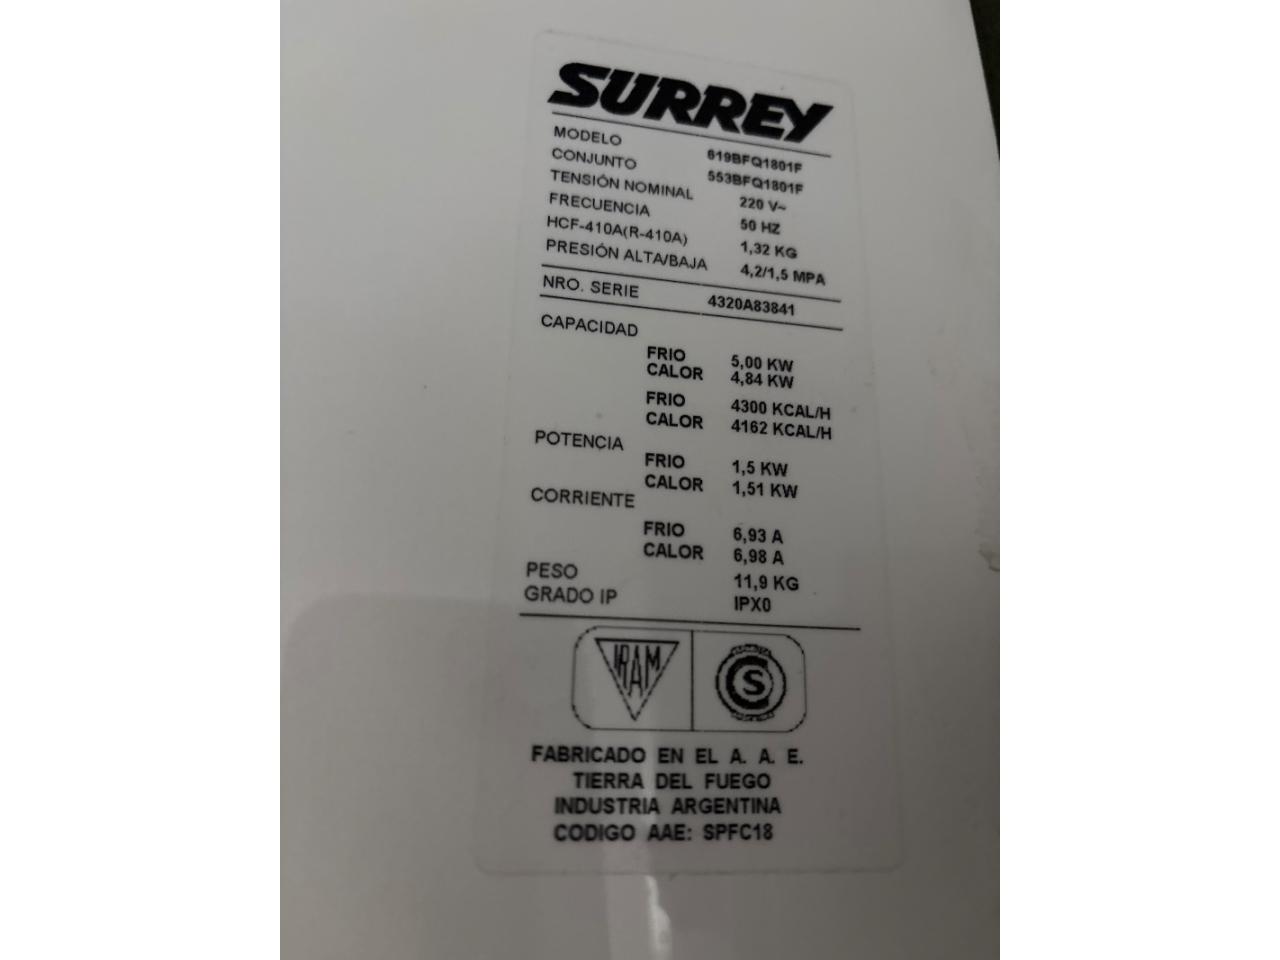 SURREY
MODELO 619BFQ1801F
CONJUNTO 553BFQ1801F
TENSIÓN NOMINAL 220 V~
FRECUENCIA 50 HZ
HCF-410A(R-410A) 1,32 KG
PRESIÓN ALTA/BAJA 4,2/1,5 MPA
NRO. SERIE 4320A83841
CAPACIDAD
FRIO 5,00 KW
CALOR 4,84 KW
FRIO 4300 KCAL/H
CALOR 4162 KCAL/H
POTENCIA
FRIO 1,5 KW
CALOR 1,51 KW
CORRIENTE
FRIO 6,93 A
CALOR 6,98 A
PESO 11,9 KG
GRADO IP IPX0
IRAM
S
FABRICADO EN EL A. A. E.
TIERRA DEL FUEGO
INDUSTRIA ARGENTINA
CODIGO AAE: SPFC18